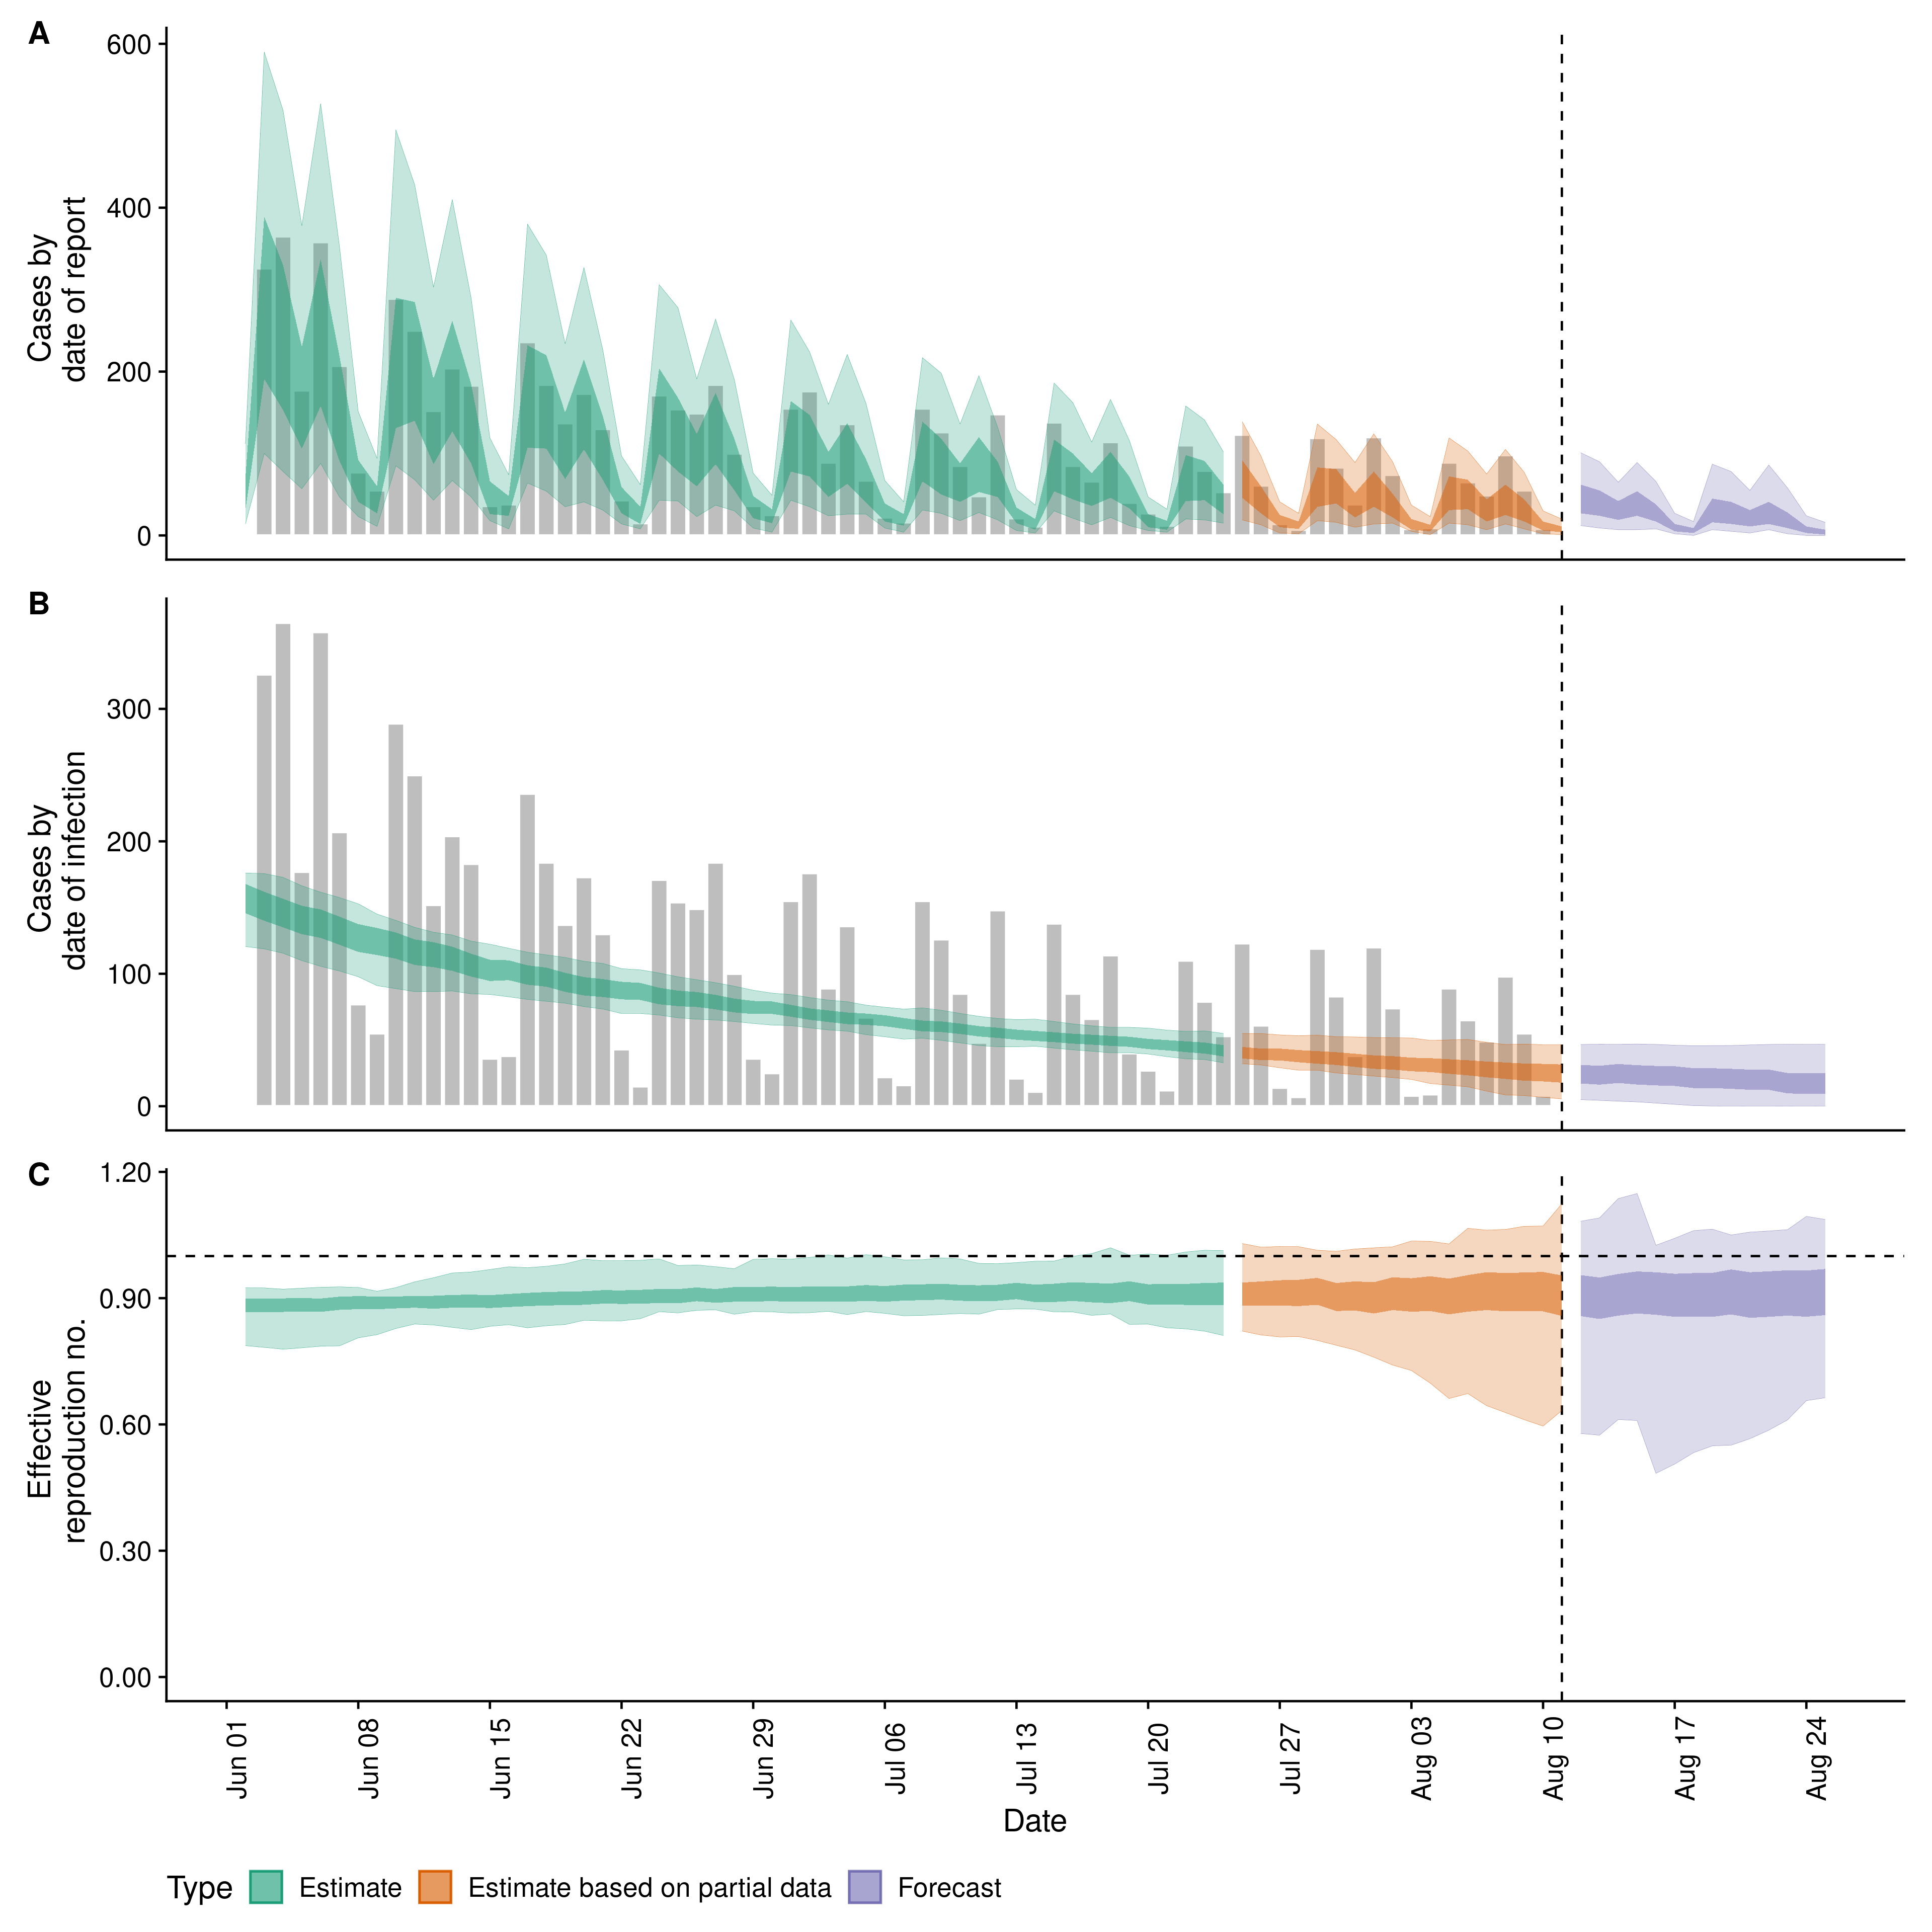 A
Cases by
date of report
600
400
200
0
B
Cases by
date of infection
300
200
100
0
C
Effective
reproduction no.
1.20
0.90
0.60
0.30
0.00
Jun 01
Jun 08
Jun 15
Jun 22
Jun 29
Jul 06
Jul 13
Jul 20
Jul 27
Aug 03
Aug 10
Aug 17
Aug 24
Date
Type Estimate Estimate based on partial data Forecast